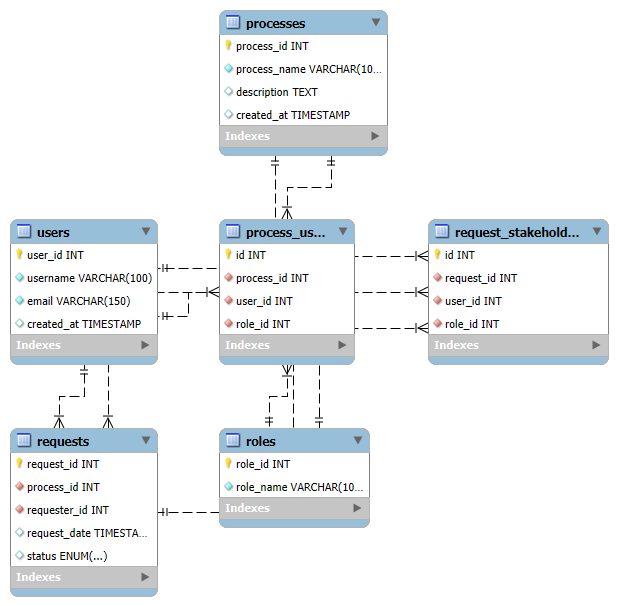 processes
process_id INT
process_name VARCHAR(10...
description TEXT
created_at TIMESTAMP
Indexes
users
user_id INT
username VARCHAR(100)
email VARCHAR(150)
created_at TIMESTAMP
Indexes
process_us...
id INT
process_id INT
user_id INT
role_id INT
Indexes
request_stakehold...
id INT
request_id INT
user_id INT
role_id INT
Indexes
requests
request_id INT
process_id INT
requester_id INT
request_date TIMESTA...
status ENUM(...)
Indexes
roles
role_id INT
role_name VARCHAR(10...
Indexes